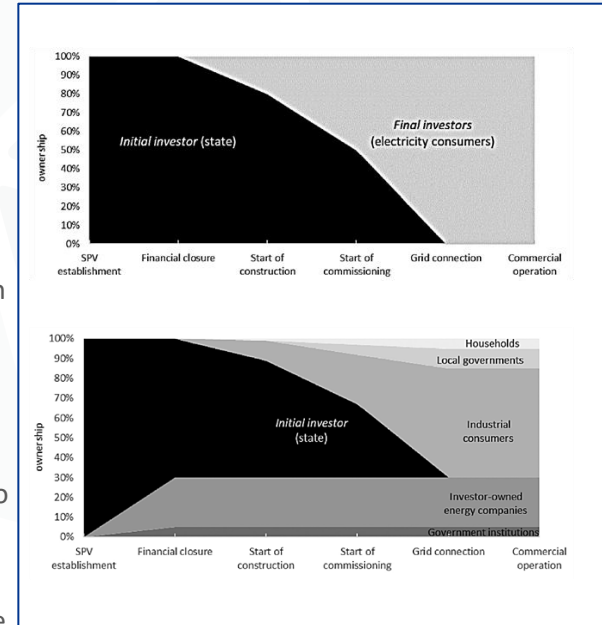 100%
90%
80%
70%
60%
50%
40%
30%
20%
10%
0%
ownership
Initial investor (state)
Final investors
(electricity consumers)
SPV
establishment
Financial closure
Start of
construction
Start of
commissioning
Grid connection
Commercial
operation
100%
90%
80%
70%
60%
50%
40%
30%
20%
10%
0%
ownership
Households
Local governments
Initial investor
(state)
Industrial
consumers
Investor-owned
energy companies
Government institutions
SPV
establishment
Financial closure
Start of
construction
Start of
commissioning
Grid connection
Commercial
operation